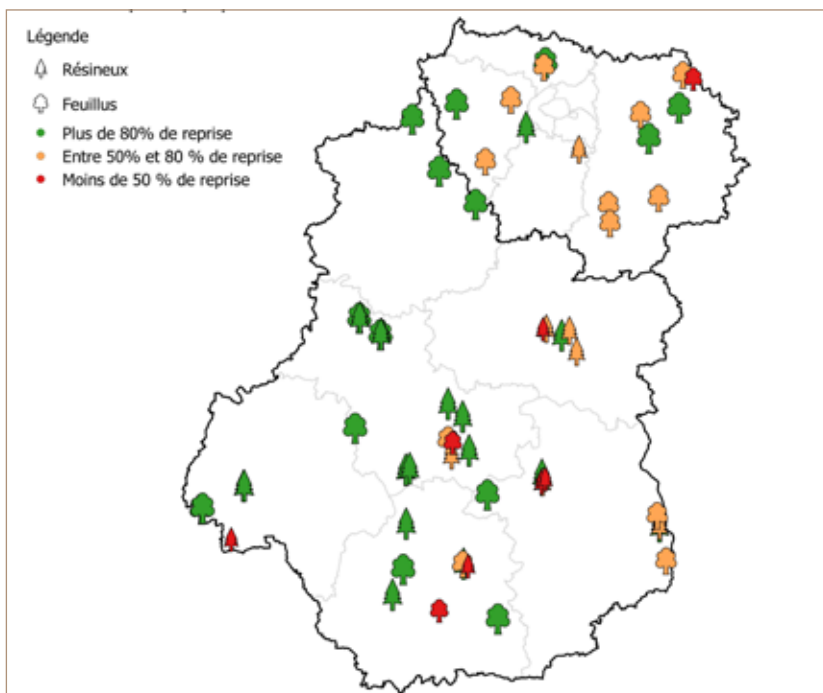 Légende
Résineux
Feuillus
Plus de 80% de reprise
Entre 50% et 80 % de reprise
Moins de 50 % de reprise